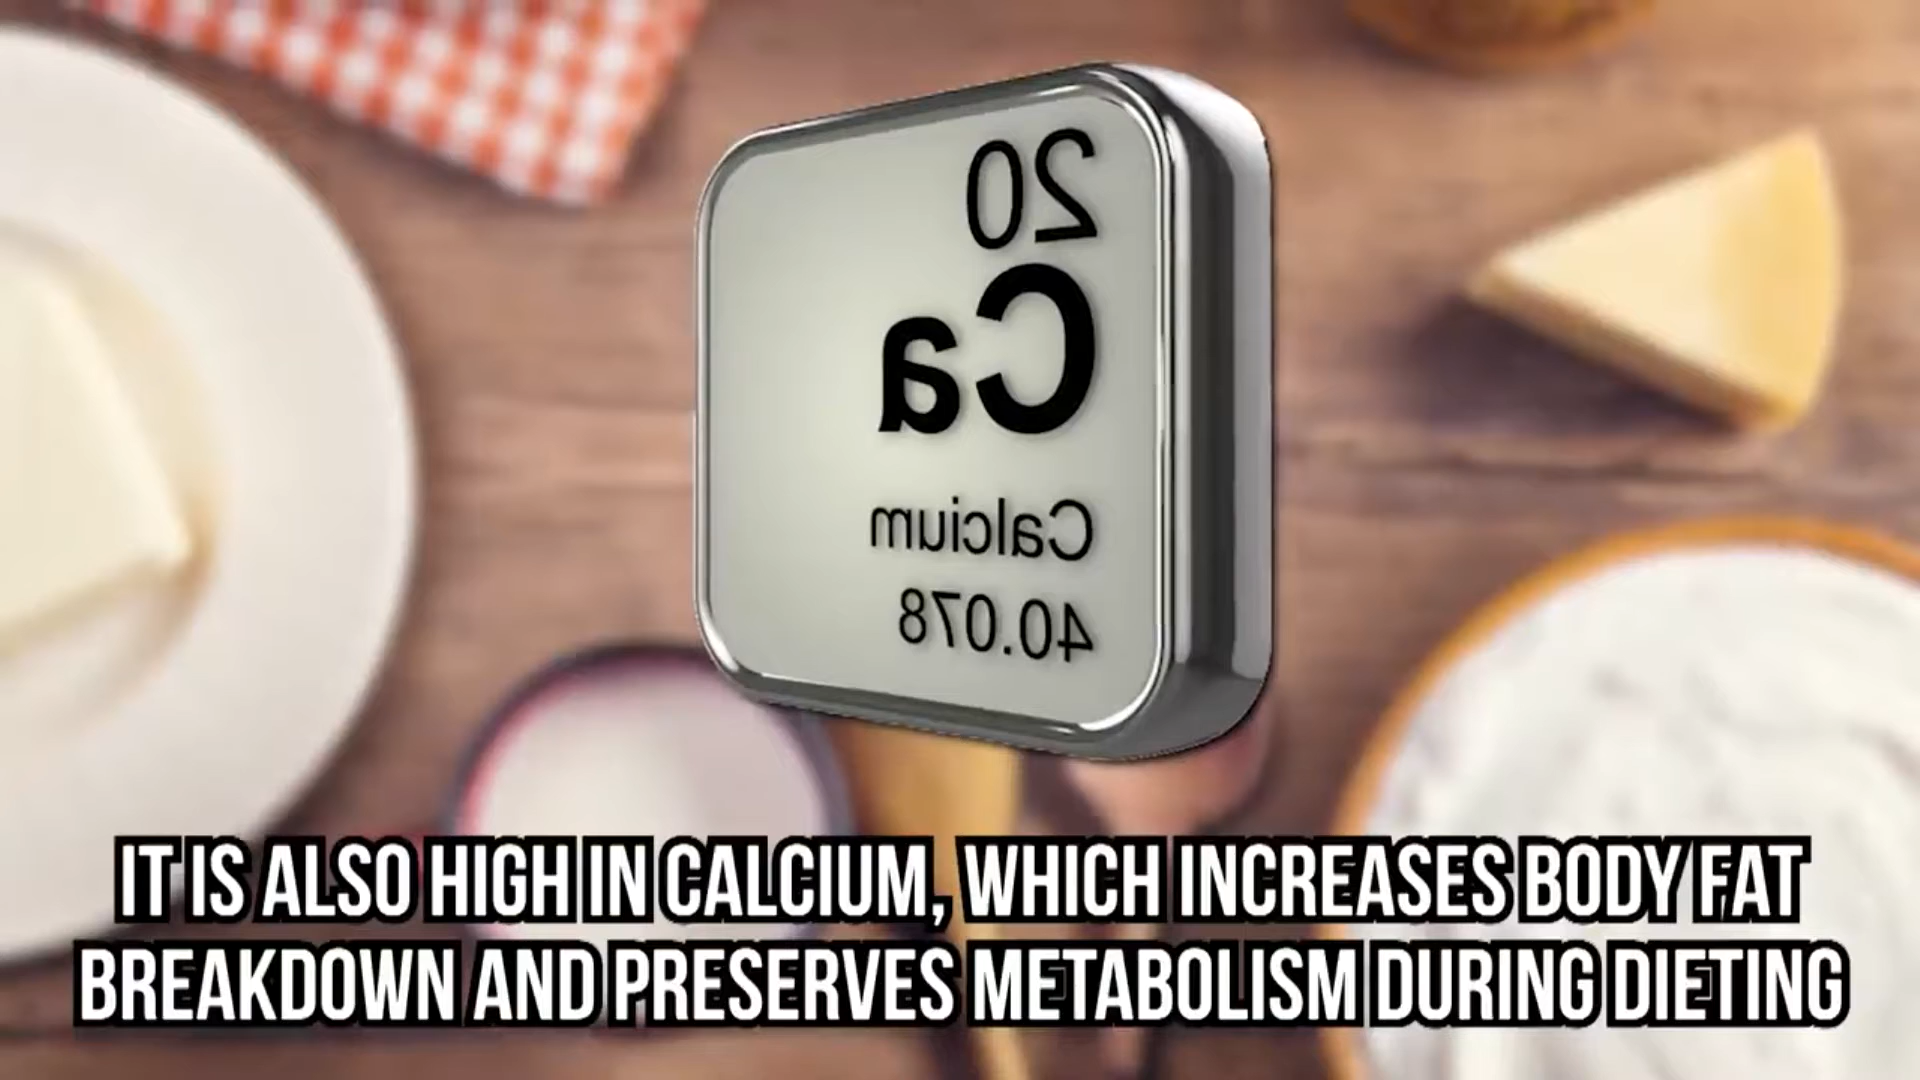 20
Ca
Calcium
40.078
IT IS ALSO HIGH IN CALCIUM, WHICH INCREASES BODY FAT
BREAKDOWN AND PRESERVES METABOLISM DURING DIETING